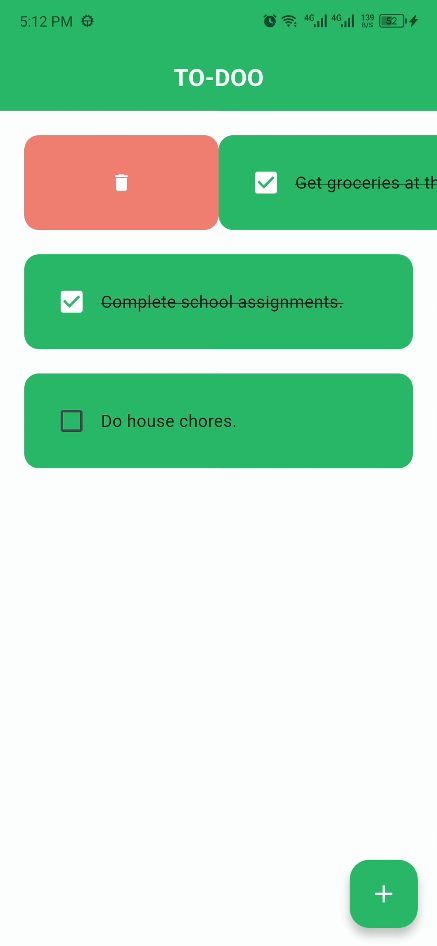 5:12 PM
4G 4G 139 B/S 52
TO-DOO
Get groceries at th
Complete school assignments.
Do house chores.